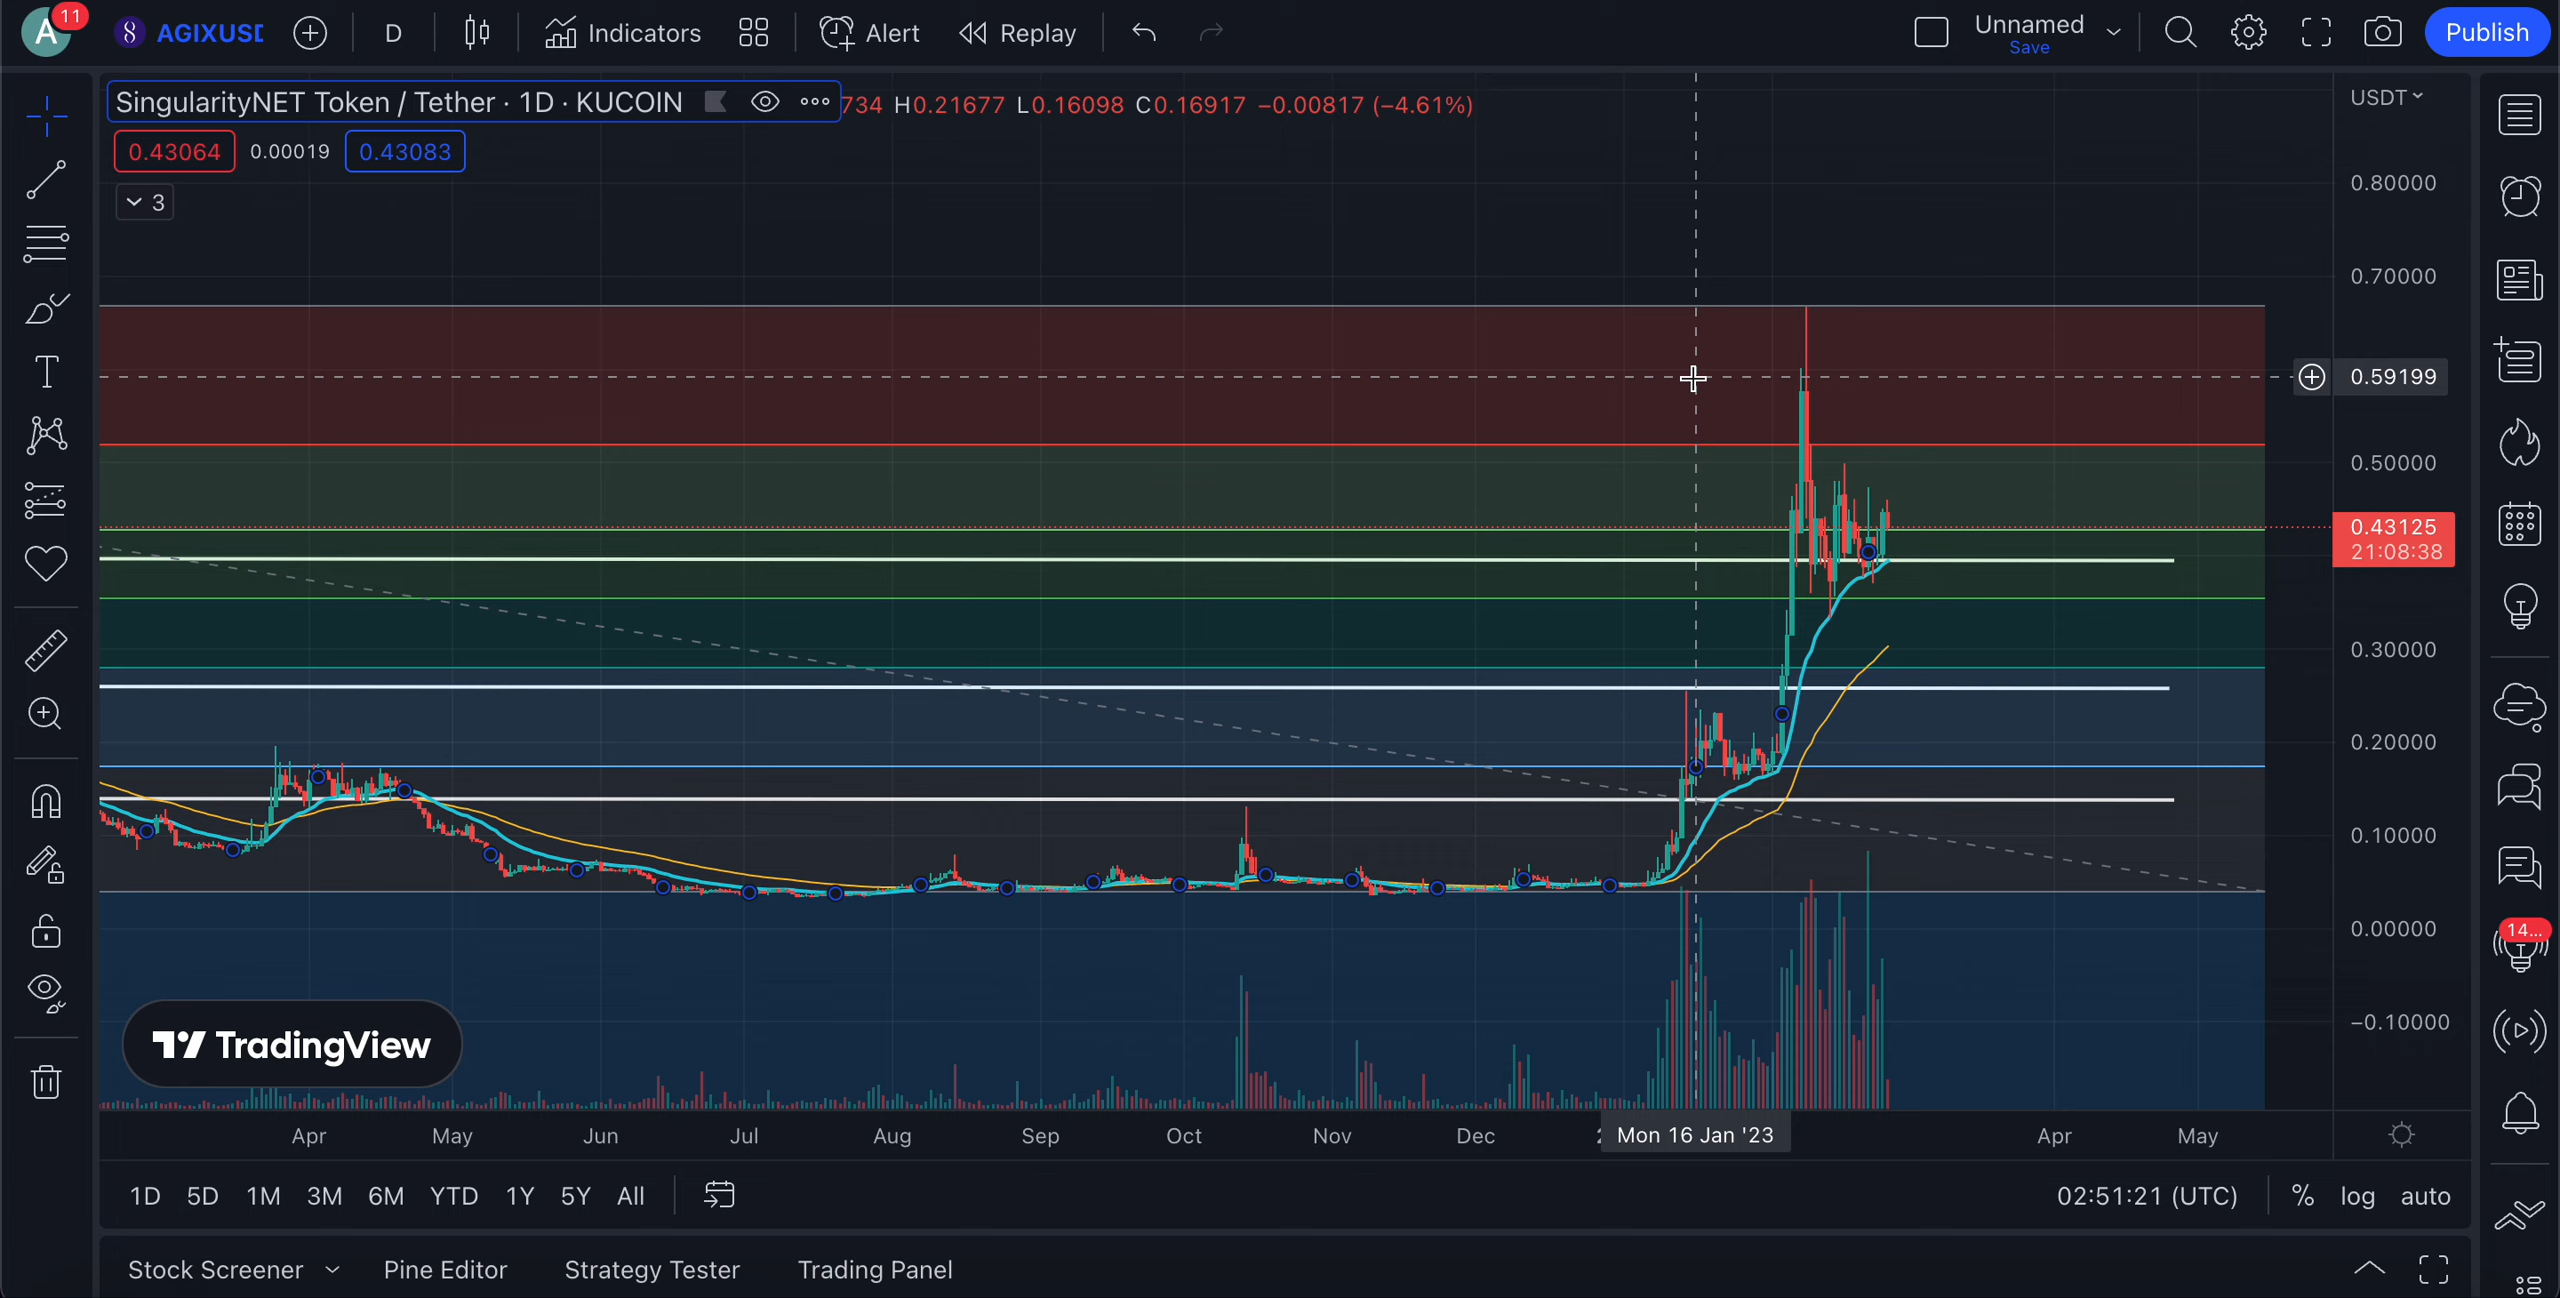 A 11 AGIXUSD D Indicators Alert Replay Unnamed Save Publish
SingularityNET Token / Tether · 1D · KUCOIN 734 H0.21677 L0.16098 C0.16917 −0.00817 (−4.61%)
0.43064 0.00019 0.43083
3
USDT
0.80000
0.70000
0.59199
0.50000
0.43125
21:08:38
0.30000
0.20000
0.10000
0.00000
−0.10000
14...
TradingView
Apr May Jun Jul Aug Sep Oct Nov Dec Mon 16 Jan '23 Apr May
1D 5D 1M 3M 6M YTD 1Y 5Y All 02:51:21 (UTC) % log auto
Stock Screener Pine Editor Strategy Tester Trading Panel